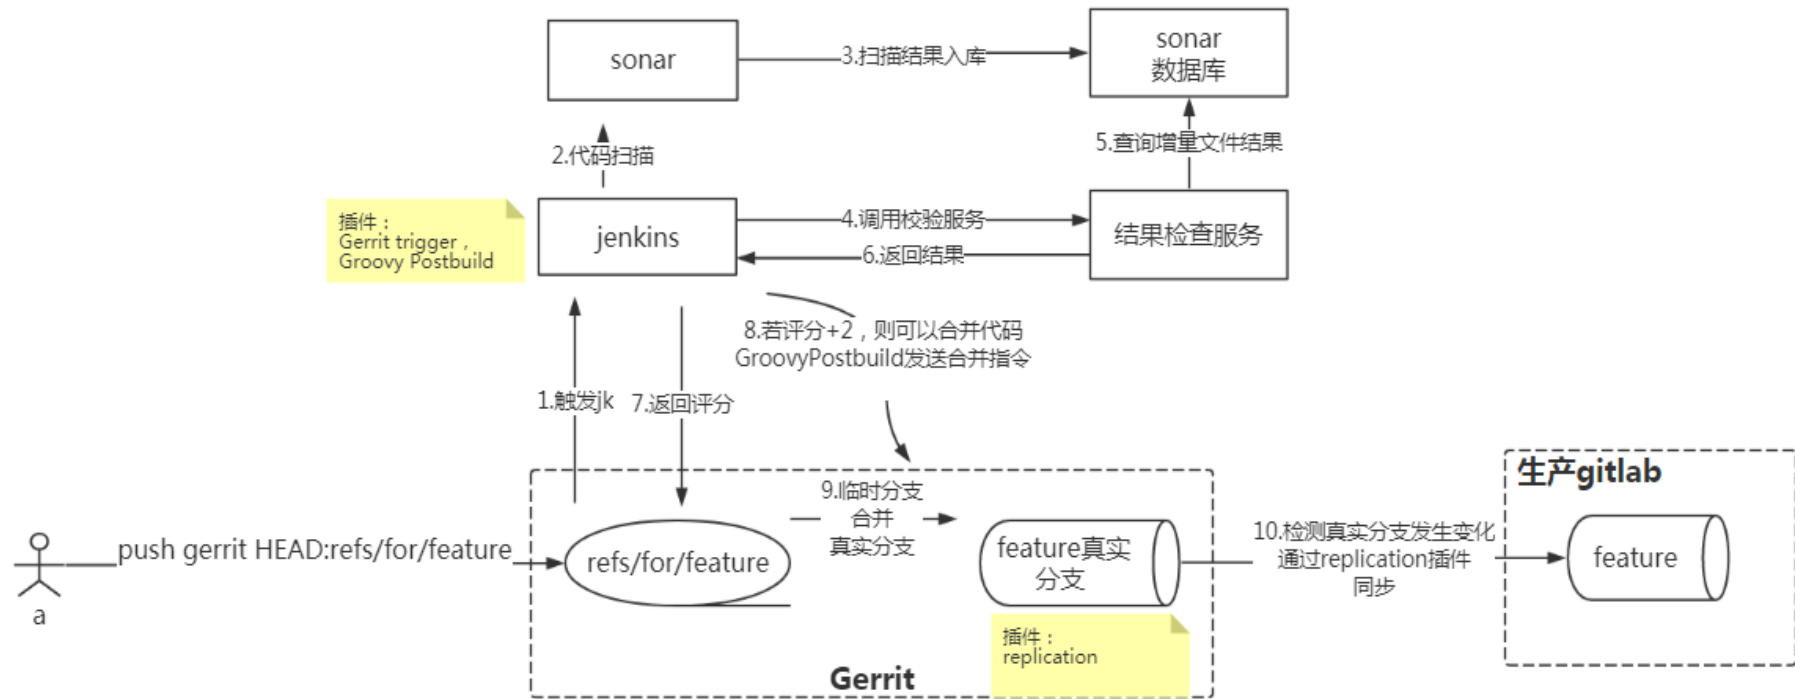 sonar
3.扫描结果入库
sonar
数据库
2.代码扫描
5.查询增量文件结果
插件：
Gerrit trigger，
Groovy Postbuild
jenkins
4.调用校验服务
6.返回结果
结果检查服务
8.若评分+2，则可以合并代码
GroovyPostbuild发送合并指令
1.触发jk
7.返回评分
push gerrit HEAD:refs/for/feature
a
refs/for/feature
9.临时分支
合并
真实分支
feature真实
分支
插件：
replication
Gerrit
10.检测真实分支发生变化
通过replication插件
同步
生产gitlab
feature